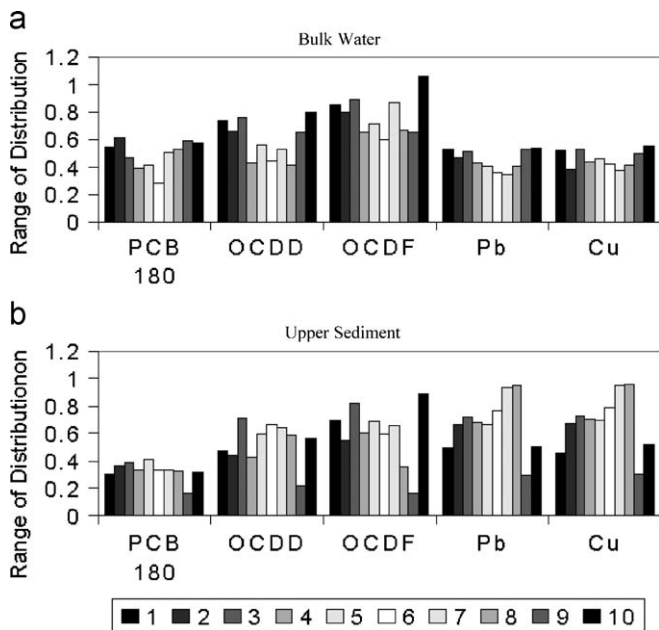 a
Bulk Water
Range of Distribution
1.2
1
0.8
0.6
0.4
0.2
0
PCB 180
OCDD
OCDF
Pb
Cu
b
Upper Sediment
Range of Distributionon
1.2
1
0.8
0.6
0.4
0.2
0
PCB 180
OCDD
OCDF
Pb
Cu
1 2 3 4 5 6 7 8 9 10